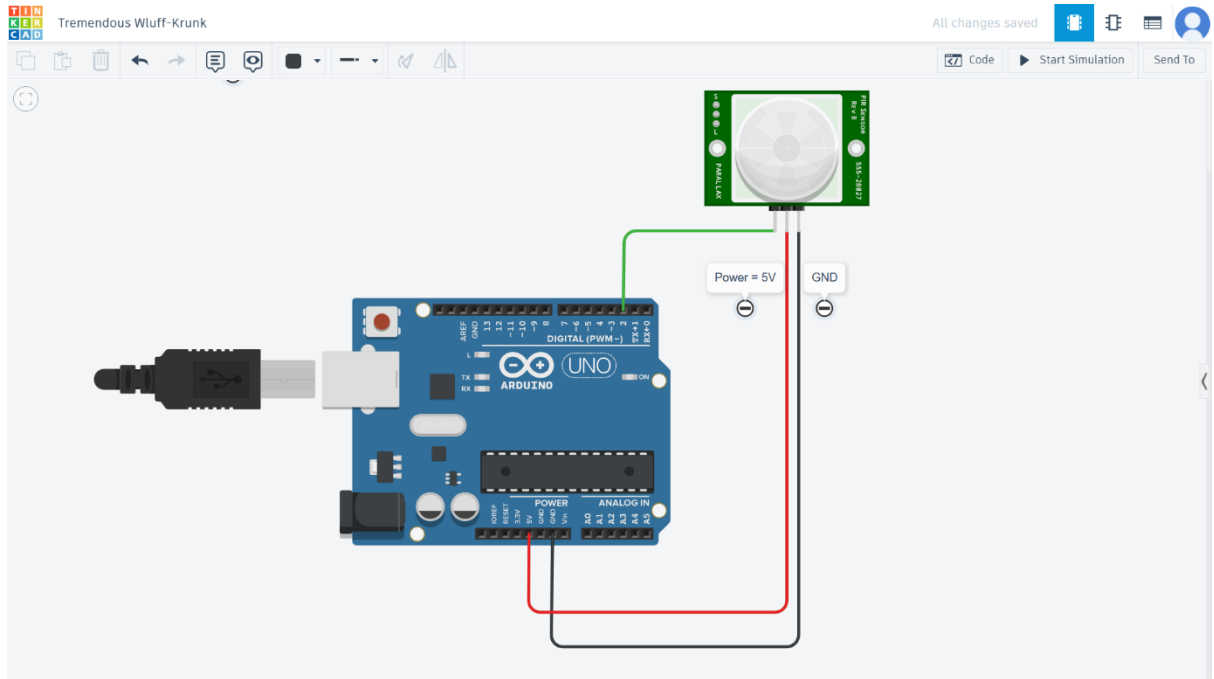 TIN
KER
CAD
Tremendous Wluff-Krunk
All changes saved
Code
Start Simulation
Send To
S
L
PARALLAX
PIR SENSOR
REV B
555-28027
Power = 5V
GND
AREF
GND
13
12
~11
~10
~9
8
7
~6
~5
4
~3
2
TX→1
RX←0
DIGITAL (PWM~)
L
TX
RX
UNO
ARDUINO
ON
POWER
ANALOG IN
IOREF
RESET
3.3V
5V
GND
GND
Vin
A0
A1
A2
A3
A4
A5